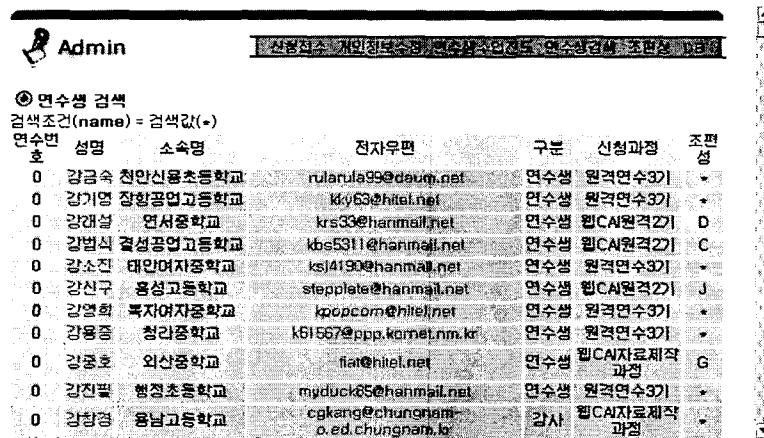 Admin
신청접수 개인정보수정 연수생수업진도 연수생검색 조편성
연수생 검색
검색조건(name) = 검색값(*)
연수번호 성명 소속명 전자우편 구분 신청과정 조편성
0 강금숙 천안신용초등학교 rularula99@daum.net 연수생 원격연수3기 *
0 강기영 장항공업고등학교 kky63@hitel.net 연수생 원격연수3기 *
0 연서중학교 krs33@hanmail.net 연수생 웹CAI원격2기 D
0 강범식 결성공업고등학교 kbs5311@hanmail.net 연수생 웹CAI원격2기 C
0 강소진 태안여자중학교 ksj4190@hanmail.net 연수생 원격연수3기 *
0 강신구 홍성고등학교 stepplate@hanmail.net 연수생 웹CAI원격2기 J
0 강영희 복자여자중학교 kpopcorn@hitel.net 연수생 원격연수3기 *
0 강용중 청라중학교 k61567@ppp.kornet.nm.kr 연수생 원격연수3기 *
0 강중호 외산중학교 fiat@hitel.net 연수생 웹CAI자료제작
과정 G
0 강진필 행정초등학교 myduck85@hanmail.net 연수생 원격연수3기 *
0 강창경 용남고등학교 cgkang@chungnam-
o.ed.chungnam.kr 강사 웹CAI자료제작
과정 *